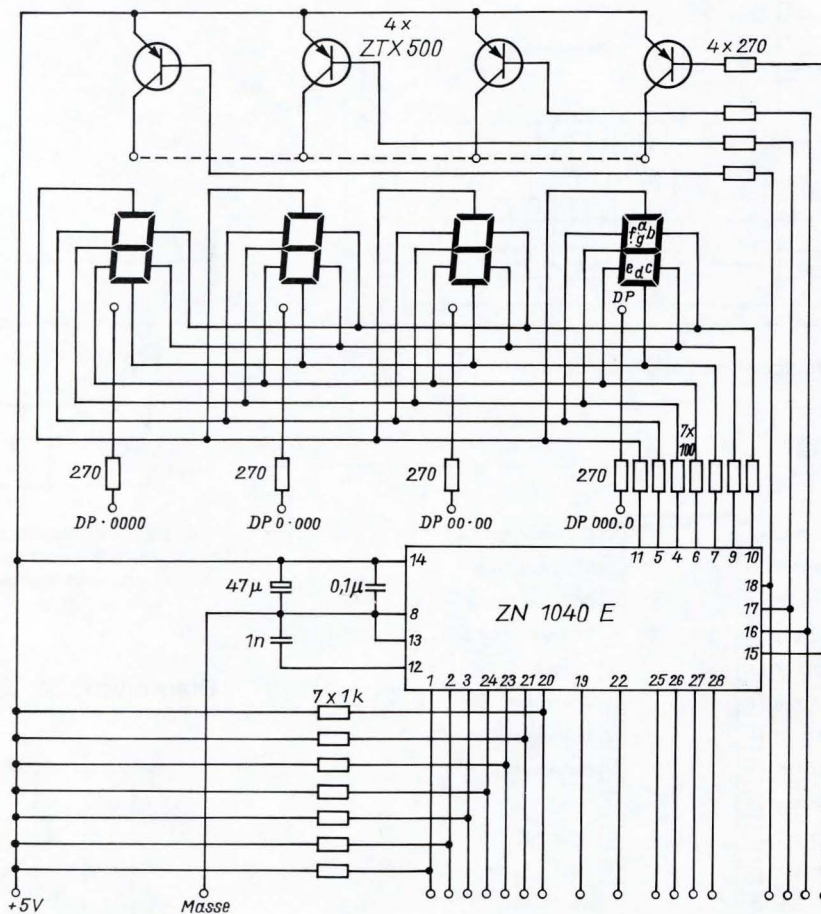 4 x
ZTX 500
4 x 270
a
f g b
e d c
DP
7x
100
270
270
270
270
DP · 0000
DP 0 · 000
DP 00 · 00
DP 000.0
14
11
5
4
6
7
9
10
47 µ
0,1µ
8
ZN 1040 E
18
17
13
16
1n
12
15
1
2
3
24
23
21
20
19
22
25
26
27
28
7 x 1 k
+5V
Masse